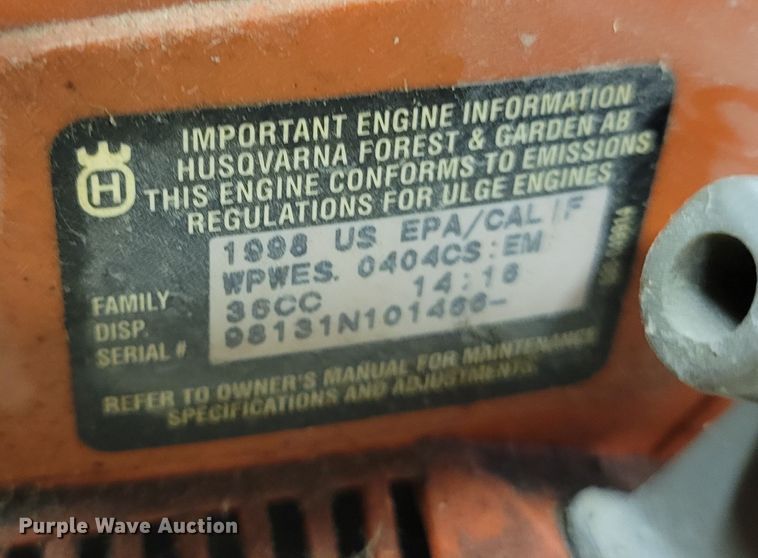 IMPORTANT ENGINE INFORMATION
HUSQVARNA FOREST & GARDEN AB
THIS ENGINE CONFORMS TO EMISSIONS
REGULATIONS FOR ULGE ENGINES
1998 US EPA/CALIF
FAMILY WPWES. 0404CS:EM
DISP. 36CC 14:16
SERIAL # 98131N101466-
REFER TO OWNER'S MANUAL FOR MAINTENANCE
SPECIFICATIONS AND ADJUSTMENTS.
H
Purple Wave Auction